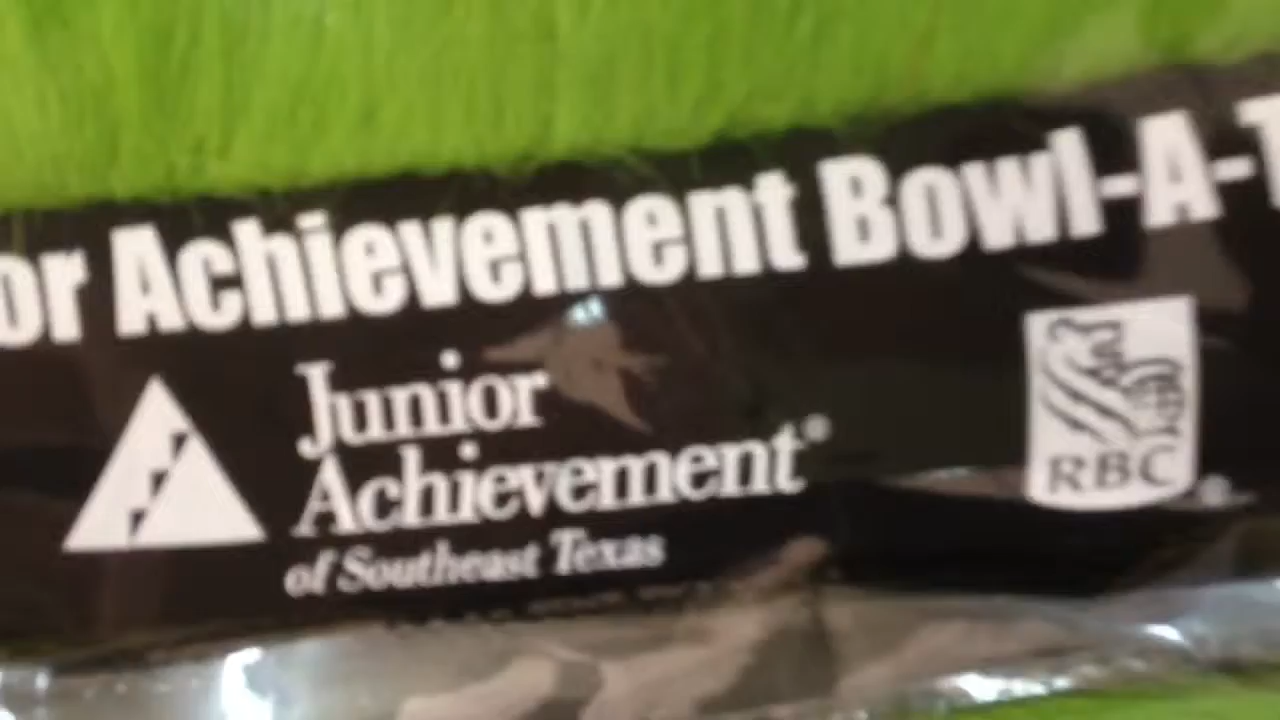 or Achievement Bowl-A-T
Junior
Achievement®
of Southeast Texas
RBC